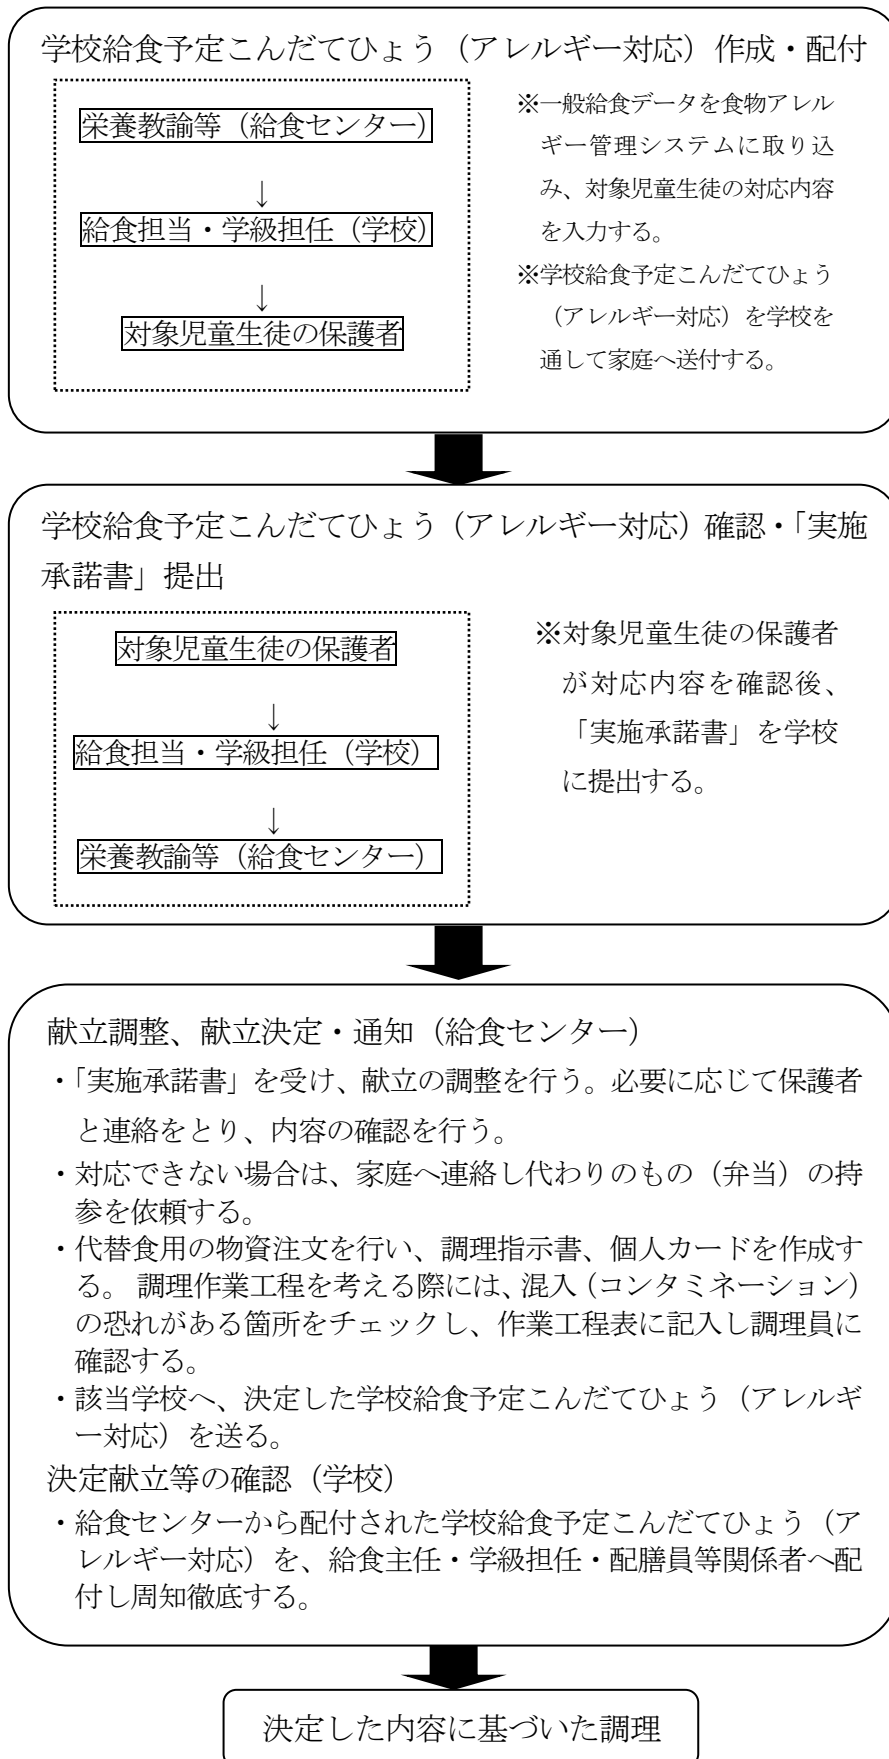 学校給食予定こんだてひょう（アレルギー対応）作成・配付
栄養教諭等（給食センター）
↓
給食担当・学級担任（学校）
↓
対象児童生徒の保護者
※一般給食データを食物アレル
ギー管理システムに取り込
み、対象児童生徒の対応内容
を入力する。
※学校給食予定こんだてひょう
（アレルギー対応）を学校を
通して家庭へ送付する。
学校給食予定こんだてひょう（アレルギー対応）確認・「実施
承諾書」提出
対象児童生徒の保護者
↓
給食担当・学級担任（学校）
↓
栄養教諭等（給食センター）
※対象児童生徒の保護者
が対応内容を確認後、
「実施承諾書」を学校
に提出する。
献立調整、献立決定・通知（給食センター）
・「実施承諾書」を受け、献立の調整を行う。必要に応じて保護者
と連絡をとり、内容の確認を行う。
・対応できない場合は、家庭へ連絡し代わりのもの（弁当）の持
参を依頼する。
・代替食用の物資注文を行い、調理指示書、個人カードを作成す
る。 調理作業工程を考える際には、混入（コンタミネーション）
の恐れがある箇所をチェックし、作業工程表に記入し調理員に
確認する。
・該当学校へ、決定した学校給食予定こんだてひょう（アレルギ
ー対応）を送る。
決定献立等の確認（学校）
・給食センターから配付された学校給食予定こんだてひょう（ア
レルギー対応）を、給食主任・学級担任・配膳員等関係者へ配
付し周知徹底する。
決定した内容に基づいた調理